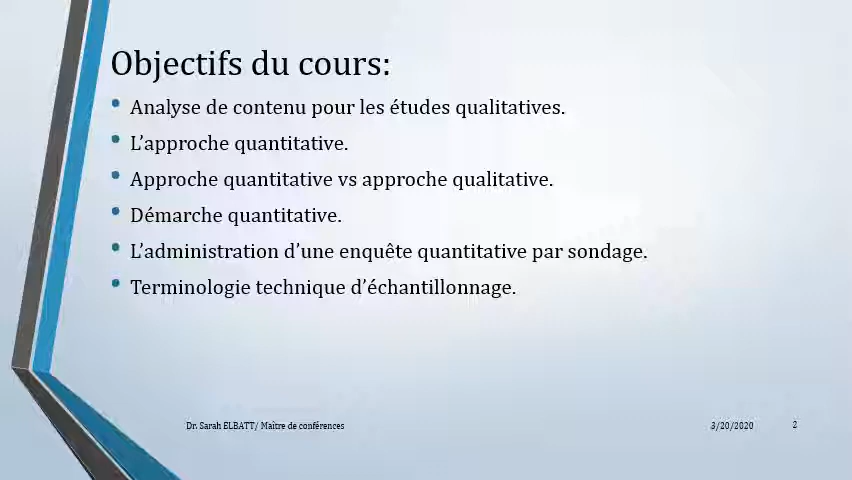 Objectifs du cours:
• Analyse de contenu pour les études qualitatives.
• L’approche quantitative.
• Approche quantitative vs approche qualitative.
• Démarche quantitative.
• L’administration d’une enquête quantitative par sondage.
• Terminologie technique d’échantillonnage.
Dr. Sarah ELBATT/ Maitre de conférences 3/20/2020 2